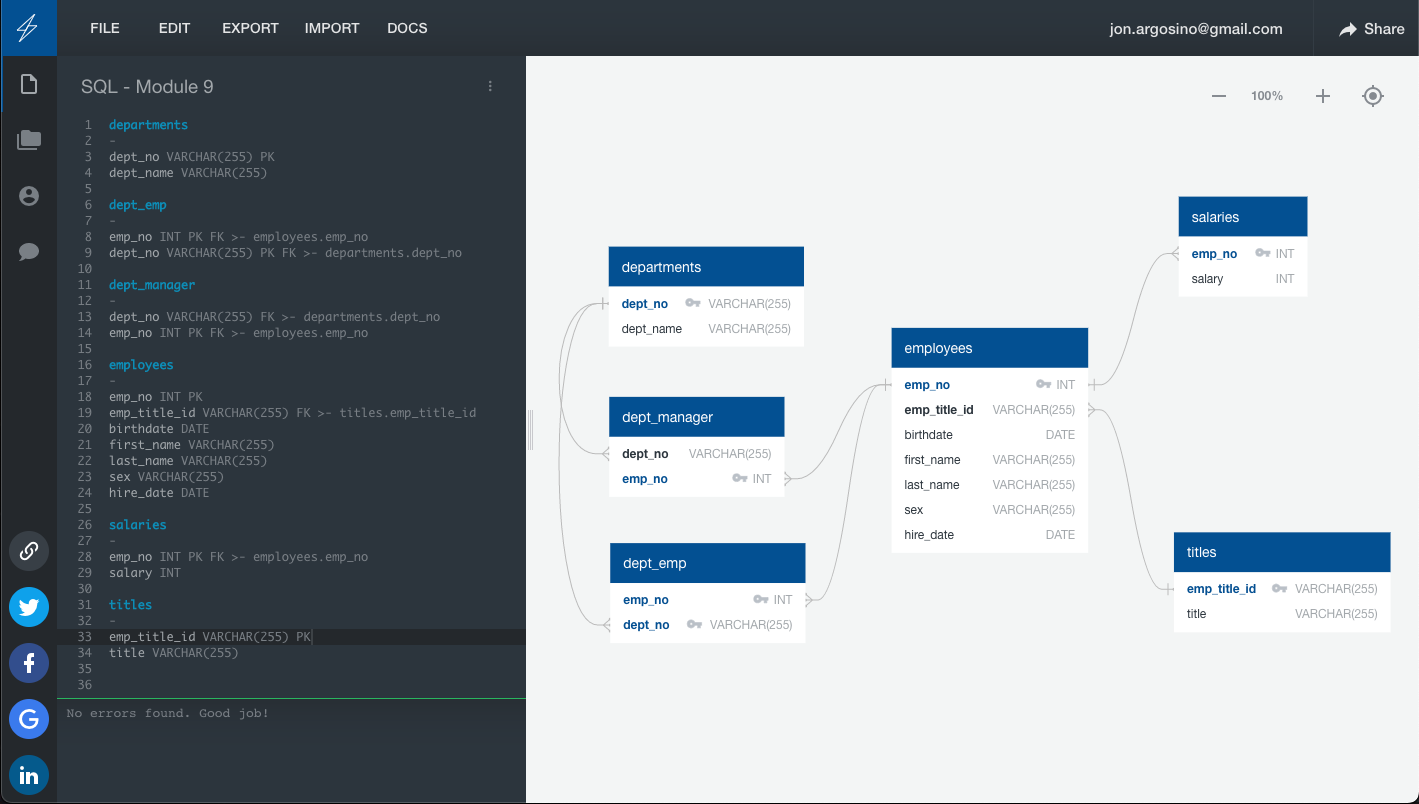 FILE EDIT EXPORT IMPORT DOCS jon.argosino@gmail.com Share
SQL - Module 9
1 departments
2 -
3 dept_no VARCHAR(255) PK
4 dept_name VARCHAR(255)
5
6 dept_emp
7 -
8 emp_no INT PK FK >- employees.emp_no
9 dept_no VARCHAR(255) PK FK >- departments.dept_no
10
11 dept_manager
12 -
13 dept_no VARCHAR(255) FK >- departments.dept_no
14 emp_no INT PK FK >- employees.emp_no
15
16 employees
17 -
18 emp_no INT PK
19 emp_title_id VARCHAR(255) FK >- titles.emp_title_id
20 birthdate DATE
21 first_name VARCHAR(255)
22 last_name VARCHAR(255)
23 sex VARCHAR(255)
24 hire_date DATE
25
26 salaries
27 -
28 emp_no INT PK FK >- employees.emp_no
29 salary INT
30
31 titles
32 -
33 emp_title_id VARCHAR(255) PK
34 title VARCHAR(255)
35
36
No errors found. Good job!
100%
departments
dept_no VARCHAR(255)
dept_name VARCHAR(255)
dept_manager
dept_no VARCHAR(255)
emp_no INT
dept_emp
emp_no INT
dept_no VARCHAR(255)
employees
emp_no INT
emp_title_id VARCHAR(255)
birthdate DATE
first_name VARCHAR(255)
last_name VARCHAR(255)
sex VARCHAR(255)
hire_date DATE
salaries
emp_no INT
salary INT
titles
emp_title_id VARCHAR(255)
title VARCHAR(255)
f
G
in